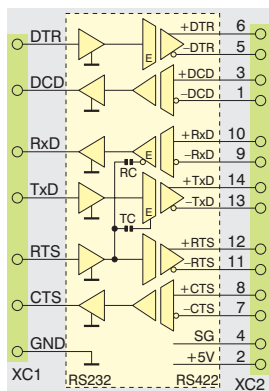 DTR +DTR 6
E −DTR 5
DCD +DCD 3
−DCD 1
RxD +RxD 10
RC E −RxD 9
TxD +TxD 14
E −TxD 13
TC
RTS +RTS 12
−RTS 11
CTS +CTS 8
−CTS 7
GND SG 4
+5V 2
XC1 RS232 RS422 XC2